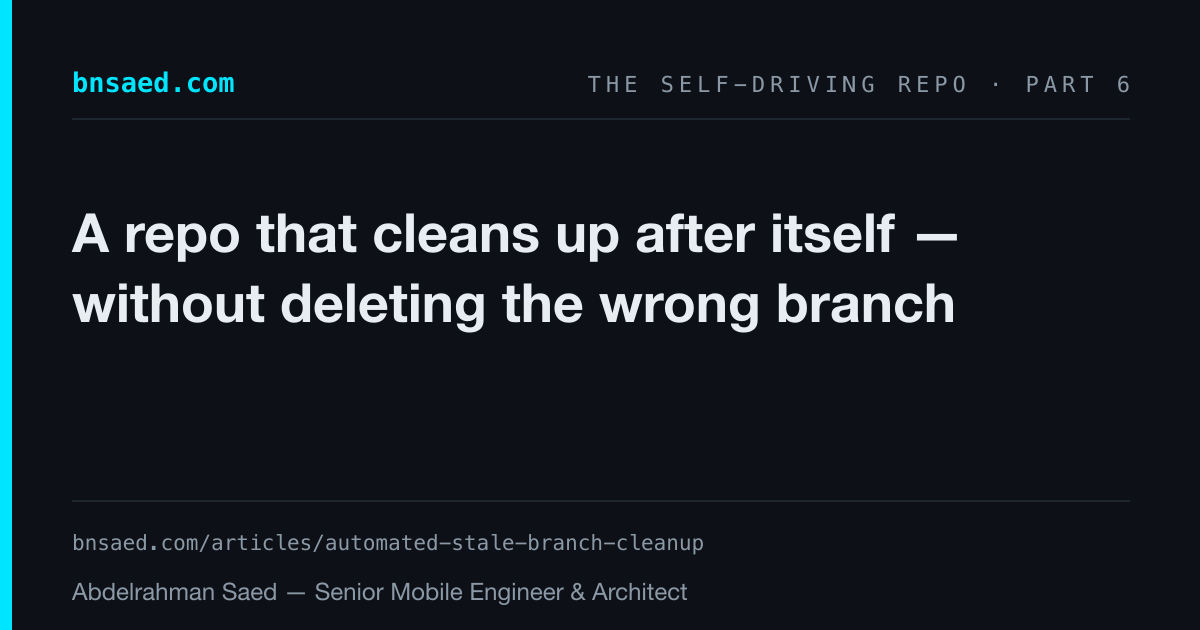 bnsaed.com
THE SELF-DRIVING REPO · PART 6
A repo that cleans up after itself —
without deleting the wrong branch
bnsaed.com/articles/automated-stale-branch-cleanup
Abdelrahman Saed — Senior Mobile Engineer & Architect